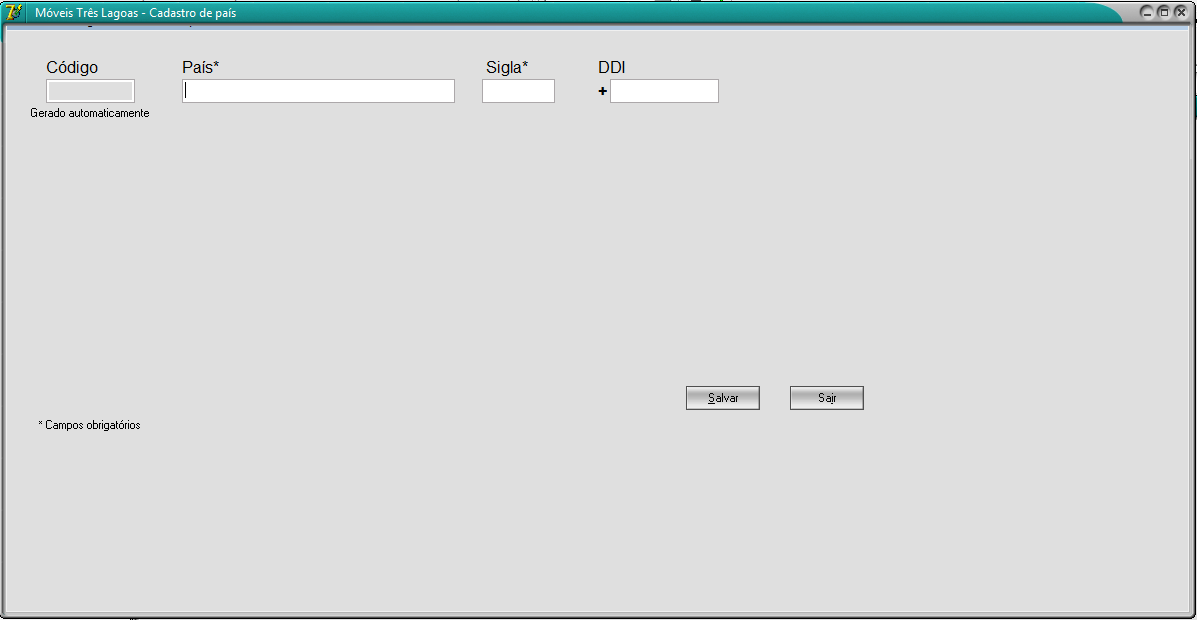 Móveis Três Lagoas - Cadastro de país
Código País* Sigla* DDI
+
Gerado automaticamente
Salvar Sair
* Campos obrigatórios